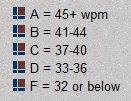 A = 45+ wpm
B = 41-44
C = 37-40
D = 33-36
F = 32 or below